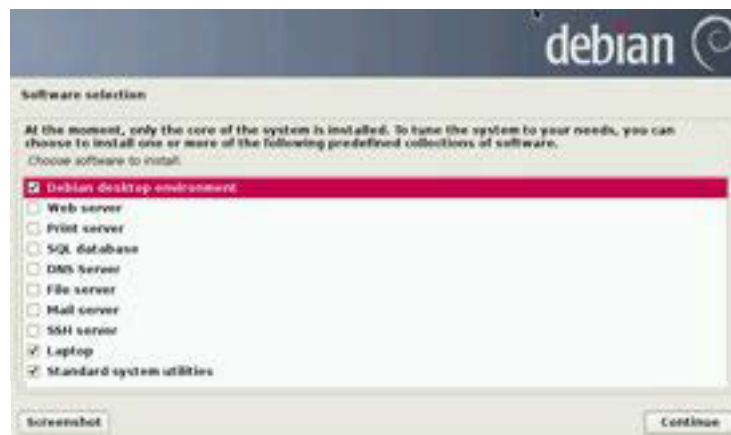 debian
Software selection
At the moment, only the core of the system is installed. To tune the system to your needs, you can
choose to install one or more of the following predefined collections of software.
Choose software to install:
Debian desktop environment
Web server
Print server
SQL database
DNS Server
File server
Mail server
SSH server
Laptop
Standard system utilities
Screenshot
Continue